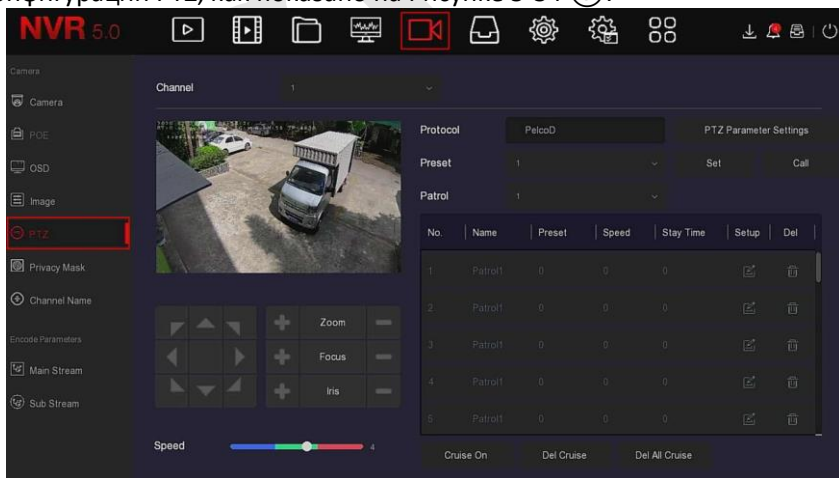 NVR 5.0
Camera
Camera
POE
OSD
Image
PTZ
Privacy Mask
Channel Name
Encode Parameters
Main Stream
Sub Stream
Channel 1
Protocol PelcoD PTZ Parameter Settings
Preset 1 Set Call
Patrol 1
No. Name Preset Speed Stay Time Setup Del
1 Patrol1 0 0 0
2 Patrol1 0 0 0
3 Patrol1 0 0 0
4 Patrol1 0 0 0
5 Patrol1 0 0 0
Zoom
Focus
Iris
Speed 4
Cruise On Del Cruise Del All Cruise